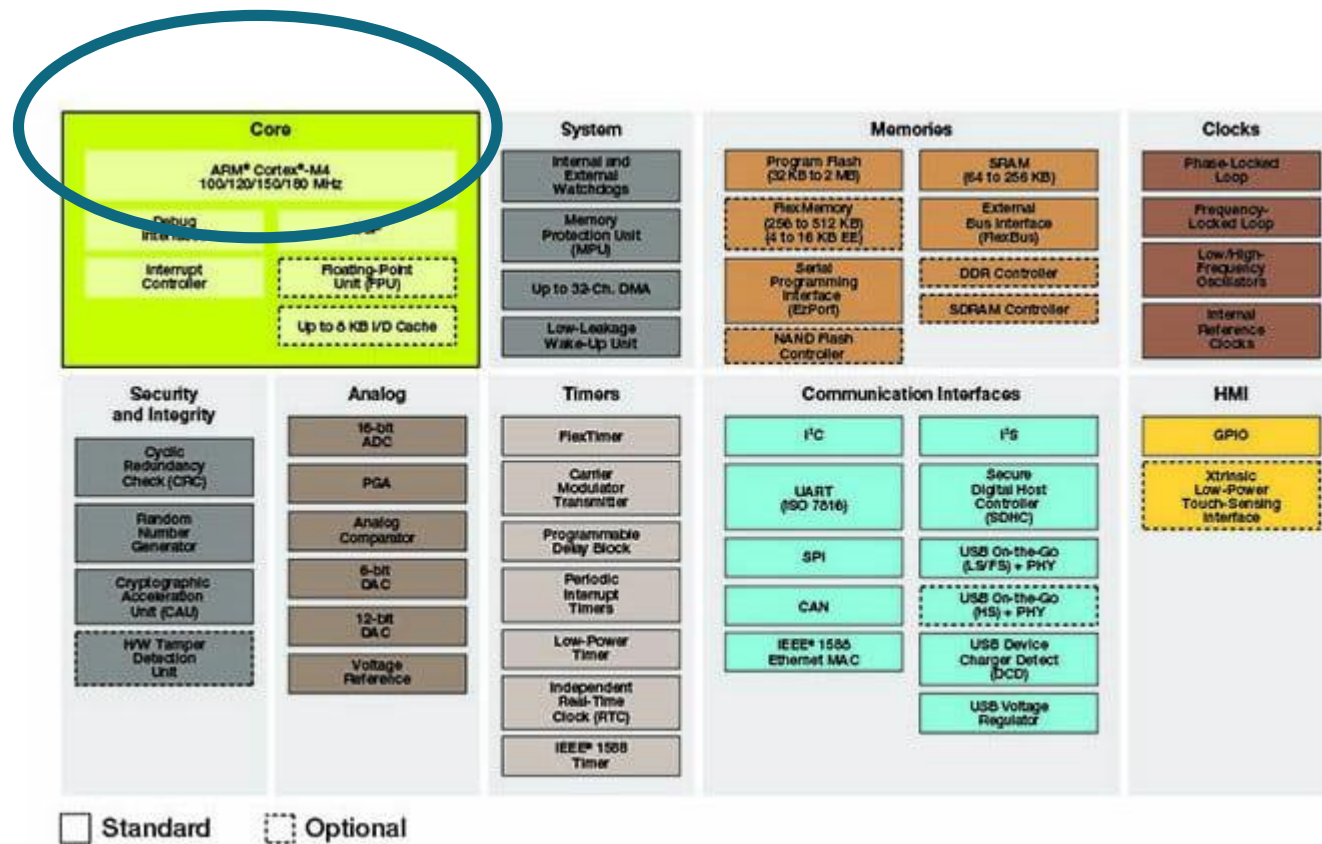 Core
ARM® Cortex®-M4
100/120/150/180 MHz
Debug
Interrupt
Controller
Floating-Point
Unit (FPU)
Up to 8 KB I/D Cache
System
Internal and
External
Watchdogs
Memory
Protection Unit
(MPU)
Up to 32-Ch. DMA
Low-Leakage
Wake-Up Unit
Memories
Program Flash
(32 KB to 2 MB)
FlexMemory
(256 to 512 KB)
(4 to 16 KB EE)
Serial
Programming
Interface
(EzPort)
NAND Flash
Controller
SRAM
(64 to 256 KB)
External
Bus Interface
(FlexBus)
DDR Controller
SDRAM Controller
Clocks
Phase-Locked
Loop
Frequency-
Locked Loop
Low/High-
Frequency
Oscillators
Internal
Reference
Clocks
Security
and Integrity
Cyclic
Redundancy
Check (CRC)
Random
Number
Generator
Cryptographic
Acceleration
Unit (CAU)
H/W Tamper
Detection
Unit
Analog
16-bit
ADC
PGA
Analog
Comparator
6-bit
DAC
12-bit
DAC
Voltage
Reference
Timers
FlexTimer
Carrier
Modulator
Transmitter
Programmable
Delay Block
Periodic
Interrupt
Timers
Low-Power
Timer
Independent
Real-Time
Clock (RTC)
IEEE® 1588
Timer
Communication Interfaces
I²C
UART
(ISO 7816)
SPI
CAN
IEEE® 1588
Ethernet MAC
I²S
Secure
Digital Host
Controller
(SDHC)
USB On-the-Go
(LS/FS) + PHY
USB On-the-Go
(HS) + PHY
USB Device
Charger Detect
(DCD)
USB Voltage
Regulator
HMI
GPIO
Xtrinsic
Low-Power
Touch-Sensing
Interface
Standard
Optional